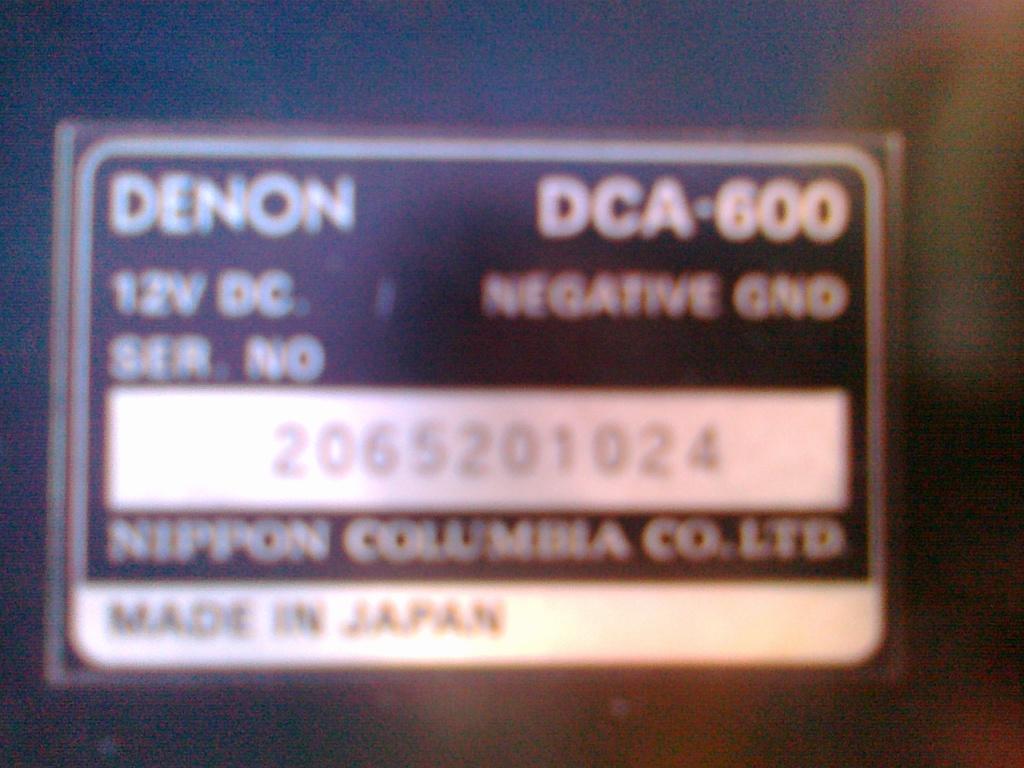 DENON DCA-600
12V DC. NEGATIVE GND
SER. NO
2065201024
NIPPON COLUMBIA CO. LTD
MADE IN JAPAN